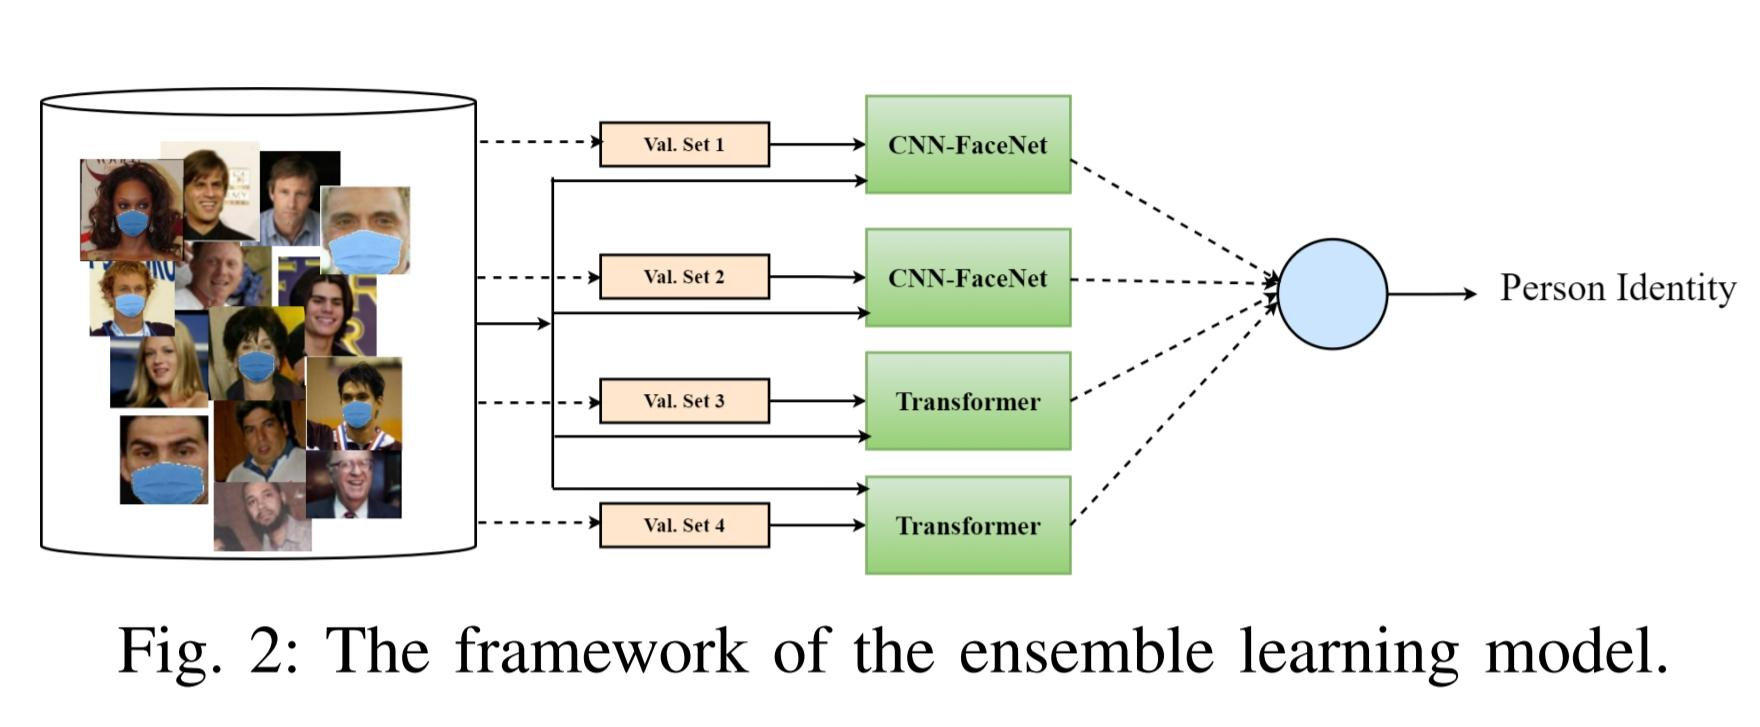 Val. Set 1
CNN-FaceNet
Val. Set 2
CNN-FaceNet
Person Identity
Val. Set 3
Transformer
Val. Set 4
Transformer
Fig. 2: The framework of the ensemble learning model.